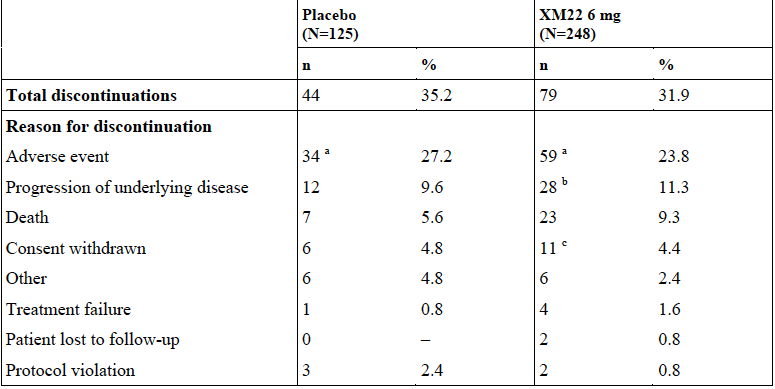 Placebo XM22 6 mg
(N=125) (N=248)
n % n %
Total discontinuations 44 35.2 79 31.9
Reason for discontinuation
Adverse event 34 a 27.2 59 a 23.8
Progression of underlying disease 12 9.6 28 b 11.3
Death 7 5.6 23 9.3
Consent withdrawn 6 4.8 11 c 4.4
Other 6 4.8 6 2.4
Treatment failure 1 0.8 4 1.6
Patient lost to follow-up 0 – 2 0.8
Protocol violation 3 2.4 2 0.8